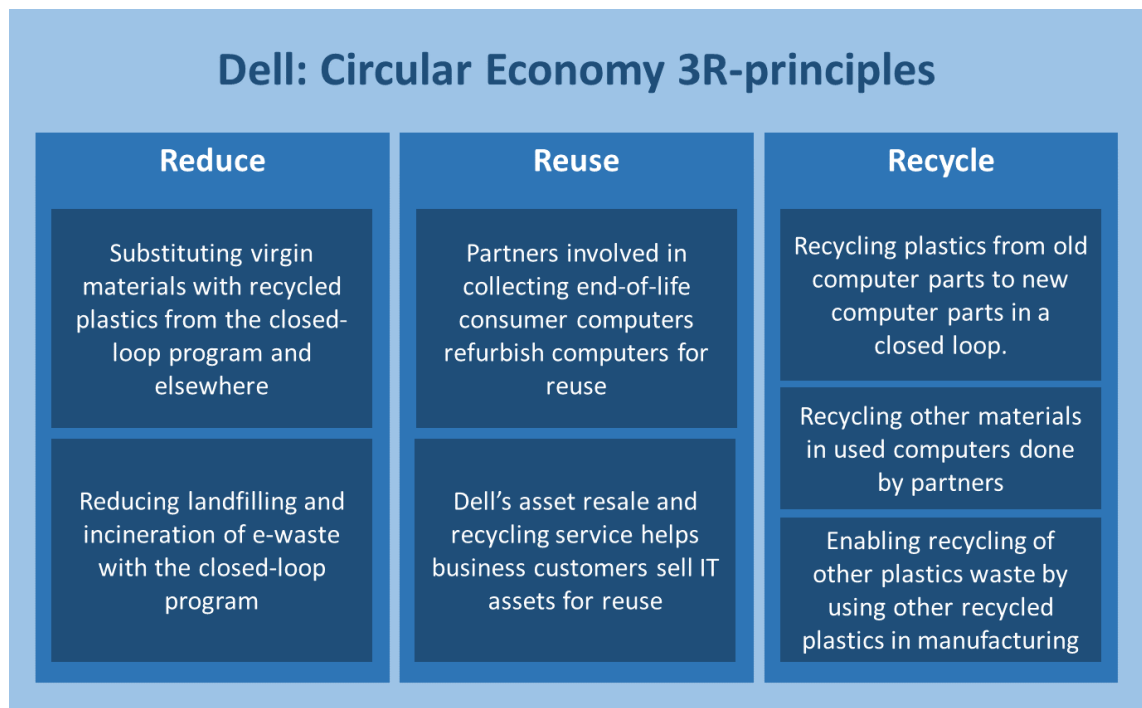 Dell: Circular Economy 3R-principles
Reduce
Substituting virgin
materials with recycled
plastics from the closed-
loop program and
elsewhere
Reducing landfilling and
incineration of e-waste
with the closed-loop
program
Reuse
Partners involved in
collecting end-of-life
consumer computers
refurbish computers for
reuse
Dell’s asset resale and
recycling service helps
business customers sell IT
assets for reuse
Recycle
Recycling plastics from old
computer parts to new
computer parts in a
closed loop.
Recycling other materials
in used computers done
by partners
Enabling recycling of
other plastics waste by
using other recycled
plastics in manufacturing